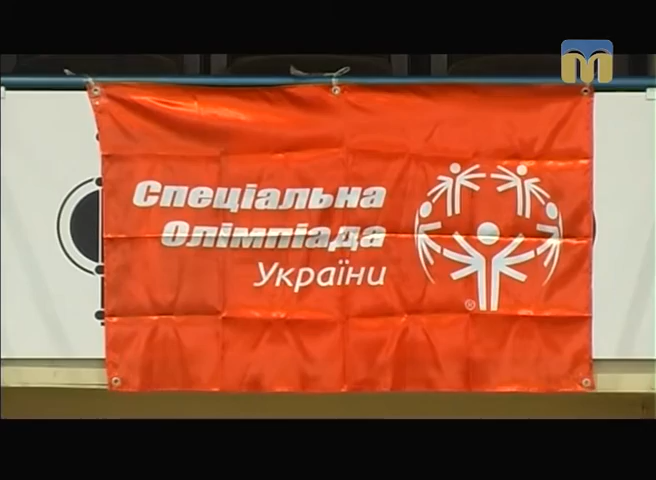 Спеціальна
Олімпіада
України
®
М